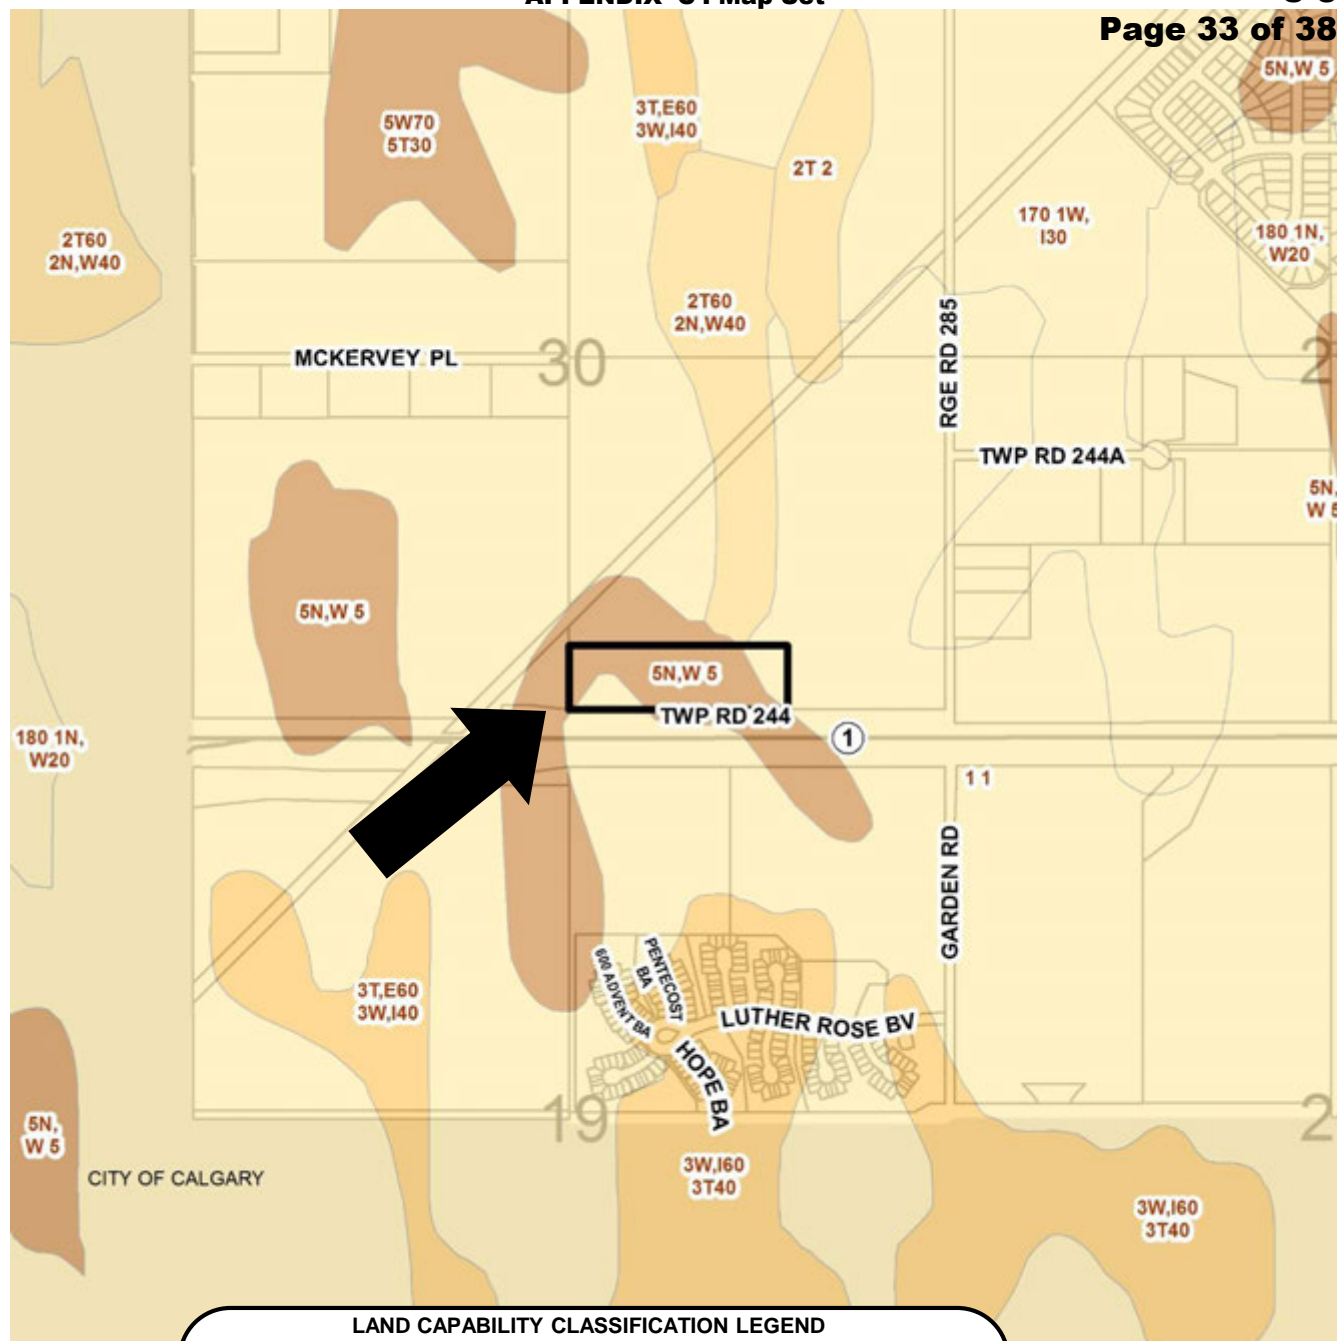 Page 33 of 38
5N,W 5
5W70
5T30
3T,E60
3W,I40
2T 2
170 1W,
I30
180 1N,
W20
2T60
2N,W40
2T60
2N,W40
MCKERVEY PL
30
RGE RD 285
2
TWP RD 244A
5N,
W 5
5N,W 5
5N,W 5
TWP RD 244
1
180 1N,
W20
1 1
GARDEN RD
3T,E60
3W,I40
PENTECOST
BA
600 ADVENT BA
LUTHER ROSE BV
HOPE BA
19
2
5N,
W 5
CITY OF CALGARY
3W,I60
3T40
3W,I60
3T40
LAND CAPABILITY CLASSIFICATION LEGEND